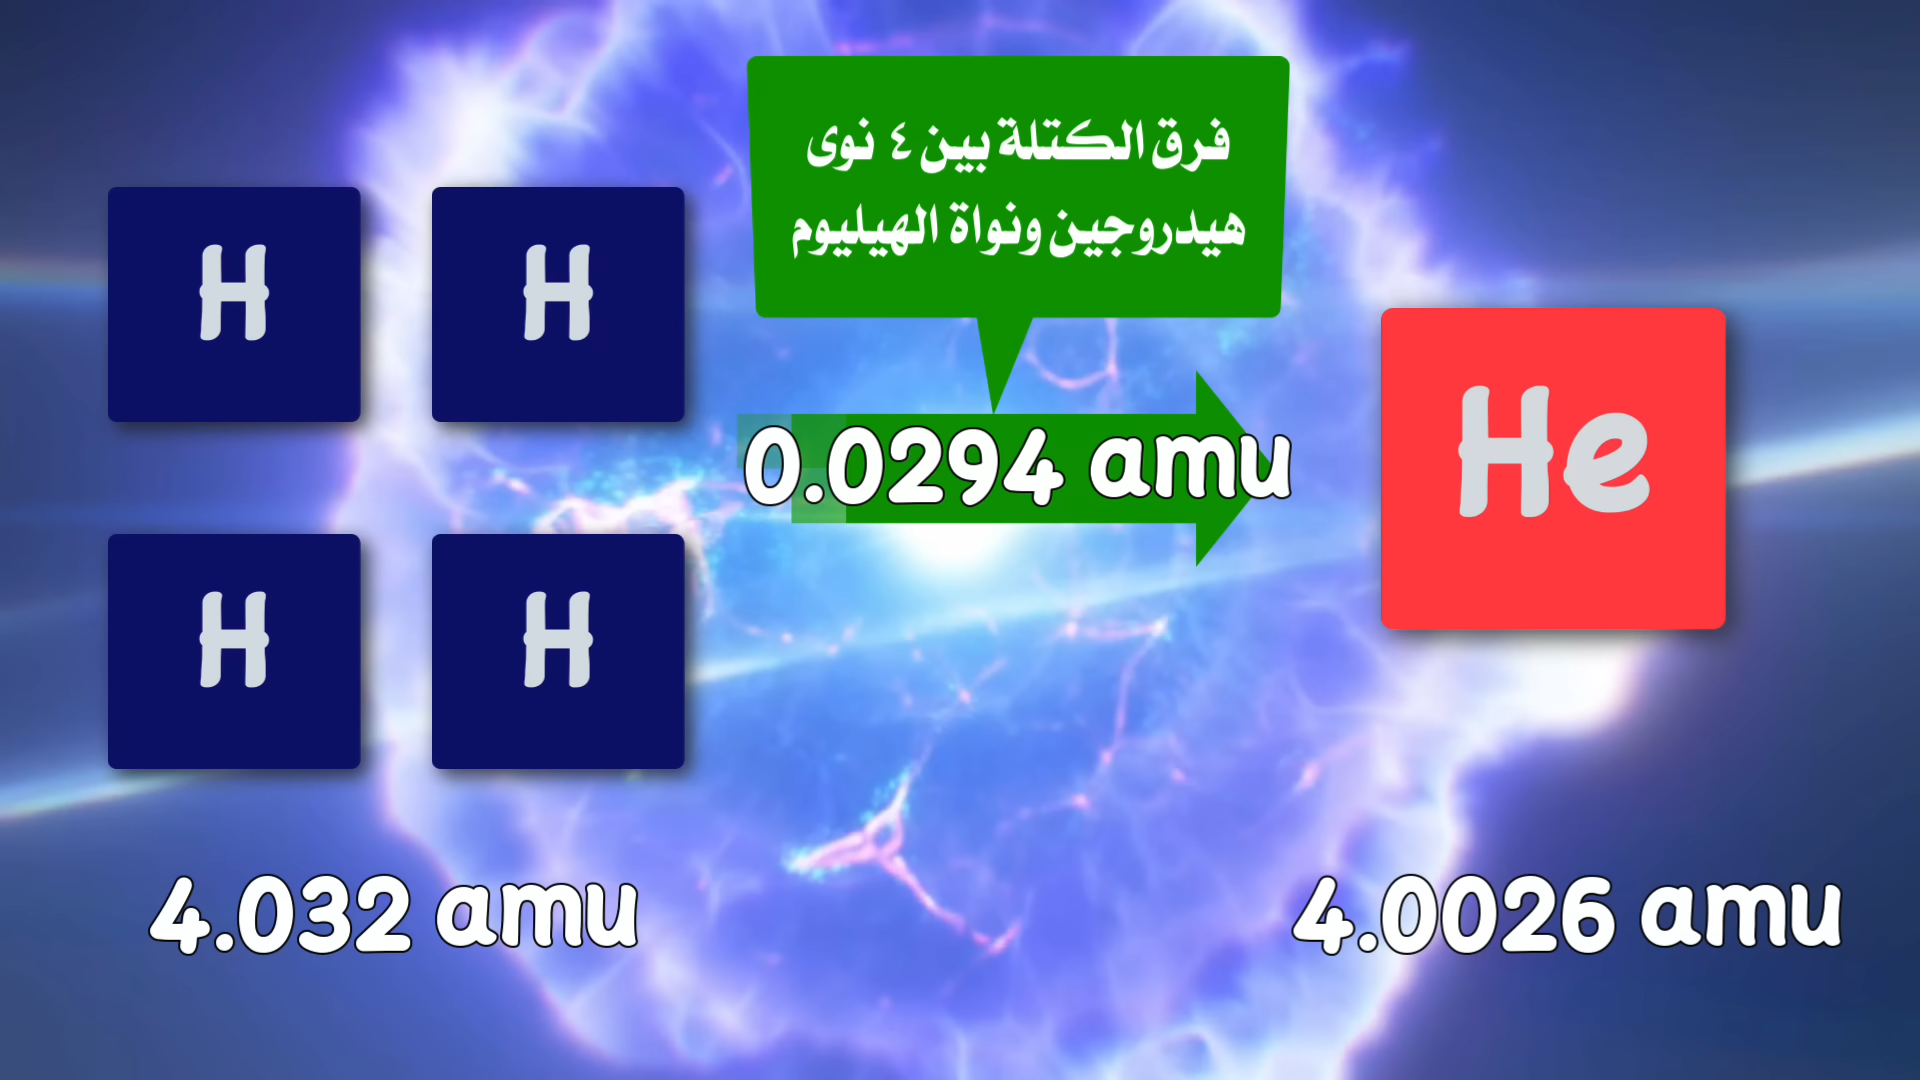 فرق الكتلة بين ٤ نوى
هيدروجين ونواة الهيليوم
H H
0.0294 amu
He
H H
4.032 amu
4.0026 amu